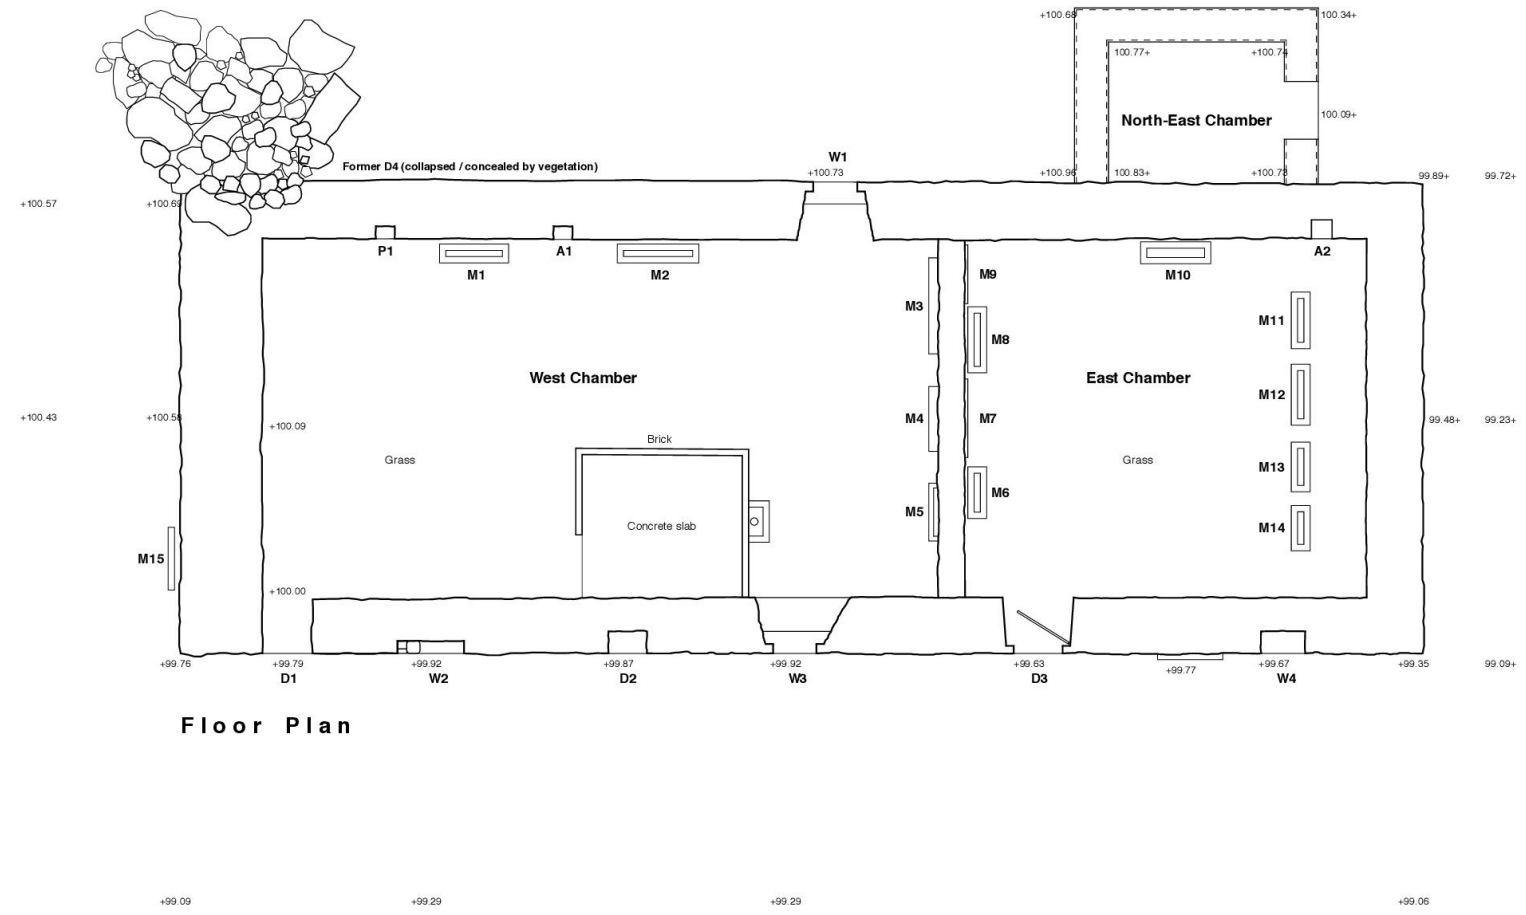 +100.68
100.34+
100.77+
+100.74
North-East Chamber
100.09+
W1
Former D4 (collapsed / concealed by vegetation)
+100.73
+100.96
100.83+
+100.73
99.89+
99.72+
+100.57
+100.69
P1
A1
A2
M1
M2
M9
M10
M3
M11
M8
West Chamber
East Chamber
M12
+100.43
+100.58
+100.09
M4
M7
99.48+
99.23+
Brick
Grass
Grass
M13
M6
M5
Concrete slab
M14
M15
+100.00
+99.76
+99.79
+99.92
+99.87
+99.92
+99.63
+99.77
+99.67
+99.35
99.09+
D1
W2
D2
W3
D3
W4
Floor Plan
+99.09
+99.29
+99.29
+99.06